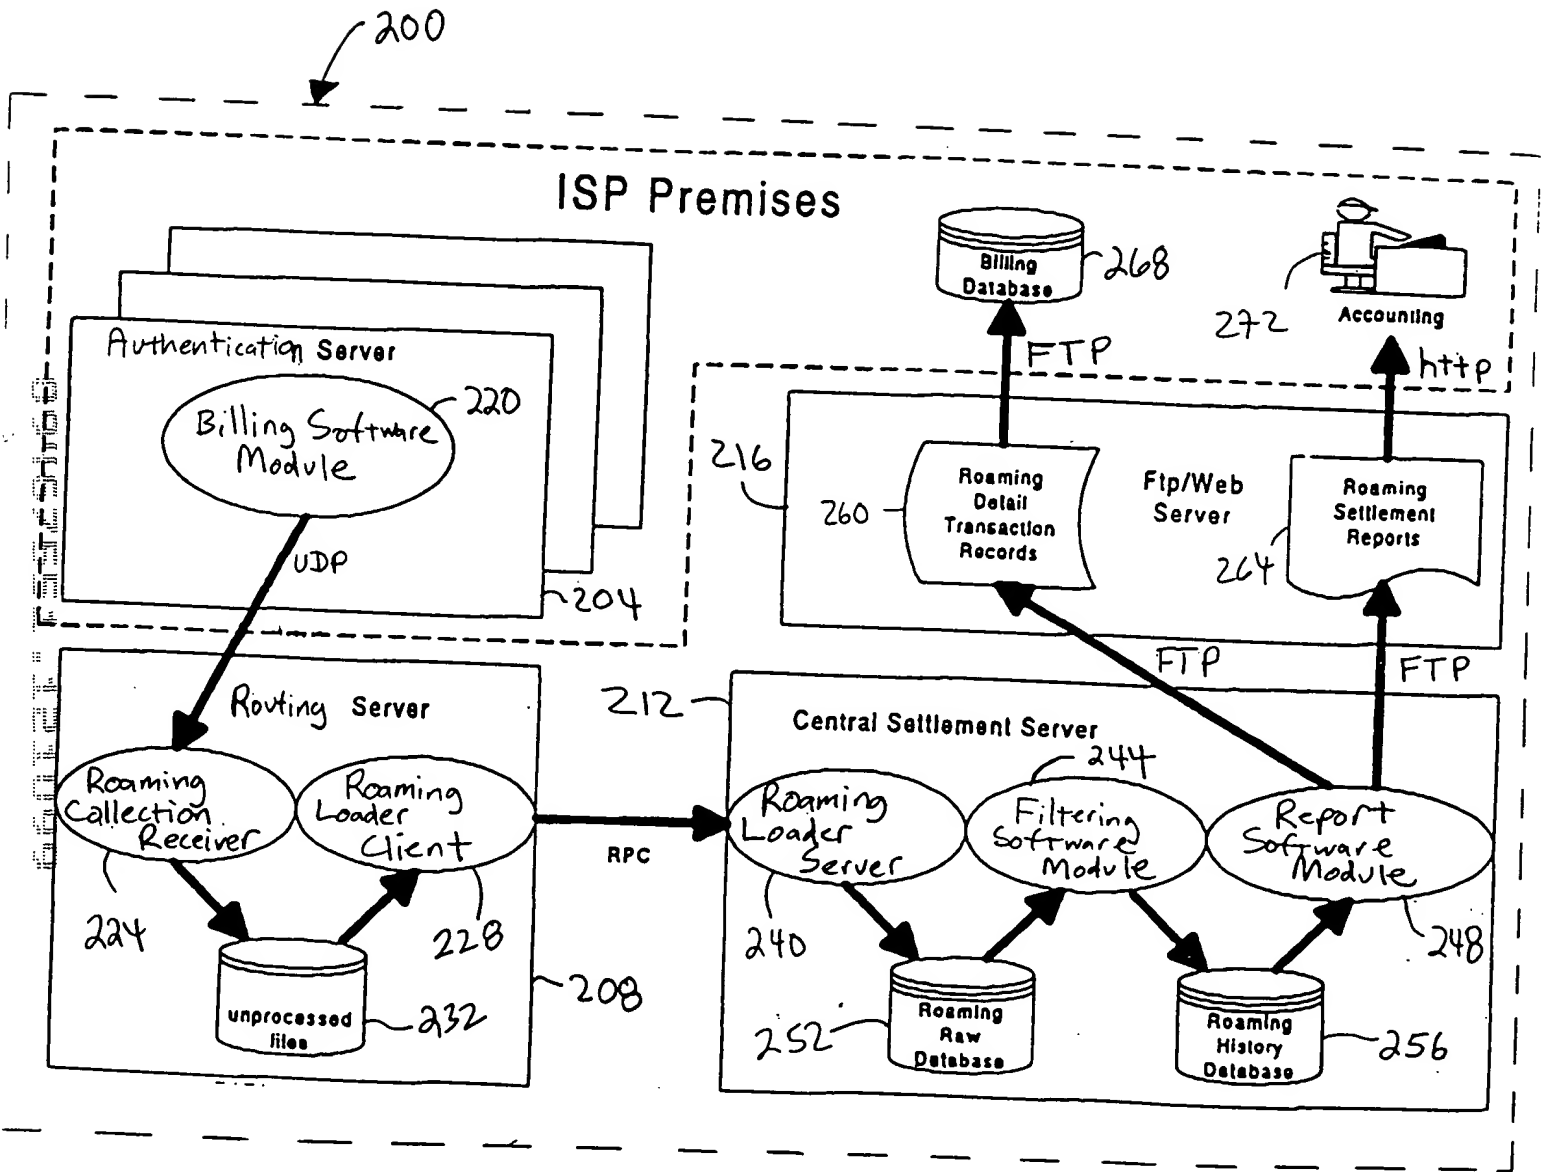 200
ISP Premises
Billing
Database
268
272
Accounting
Authentication Server
Billing Software
Module
220
UDP
204
FTP
http
216
260
Roaming
Detail
Transaction
Records
Ftp/Web
Server
Roaming
Settlement
Reports
264
FTP
FTP
Routing Server
Roaming
Callection
Receiver
224
Roaming
Loader
Client
228
unprocessed
files
232
208
RPC
212
Central Settlement Server
Roaming
Loader
Server
240
244
Filtering
Software
Module
Report
Software
Module
248
Roaming
Raw
Database
252
Roaming
History
Database
256